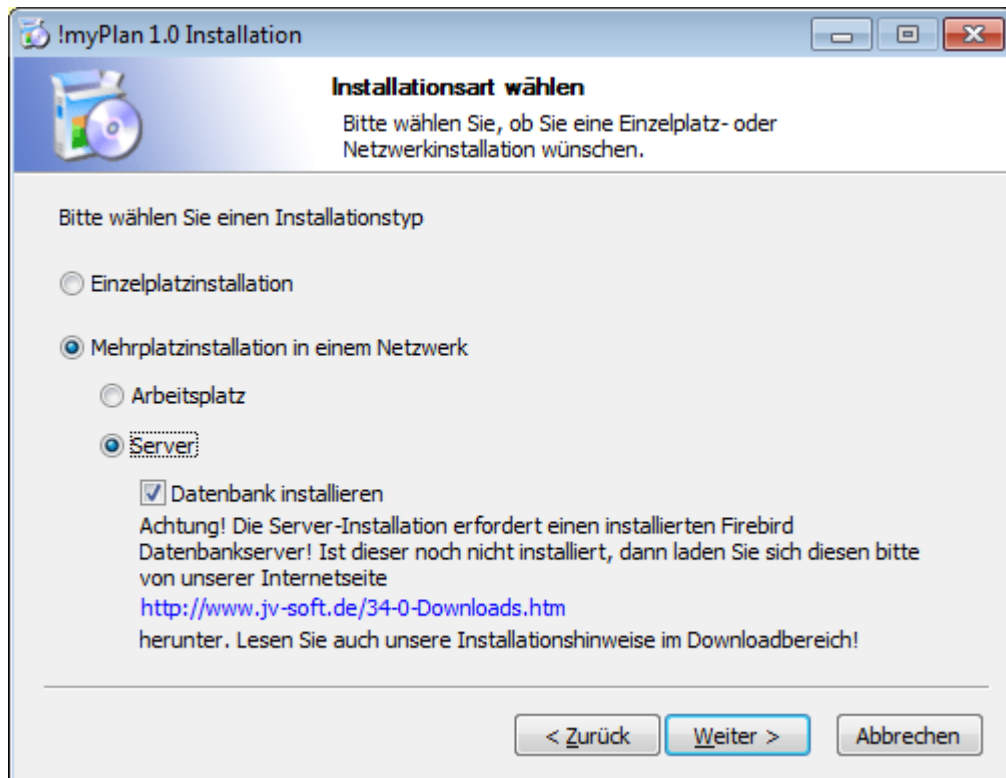 !myPlan 1.0 Installation
Installationsart wählen
Bitte wählen Sie, ob Sie eine Einzelplatz- oder
Netzwerkinstallation wünschen.
Bitte wählen Sie einen Installationstyp
Einzelplatzinstallation
Mehrplatzinstallation in einem Netzwerk
Arbeitsplatz
Server
Datenbank installieren
Achtung! Die Server-Installation erfordert einen installierten Firebird
Datenbankserver! Ist dieser noch nicht installiert, dann laden Sie sich diesen bitte
von unserer Internetseite
http://www.jv-soft.de/34-0-Downloads.htm
herunter. Lesen Sie auch unsere Installationshinweise im Downloadbereich!
< Zurück
Weiter >
Abbrechen